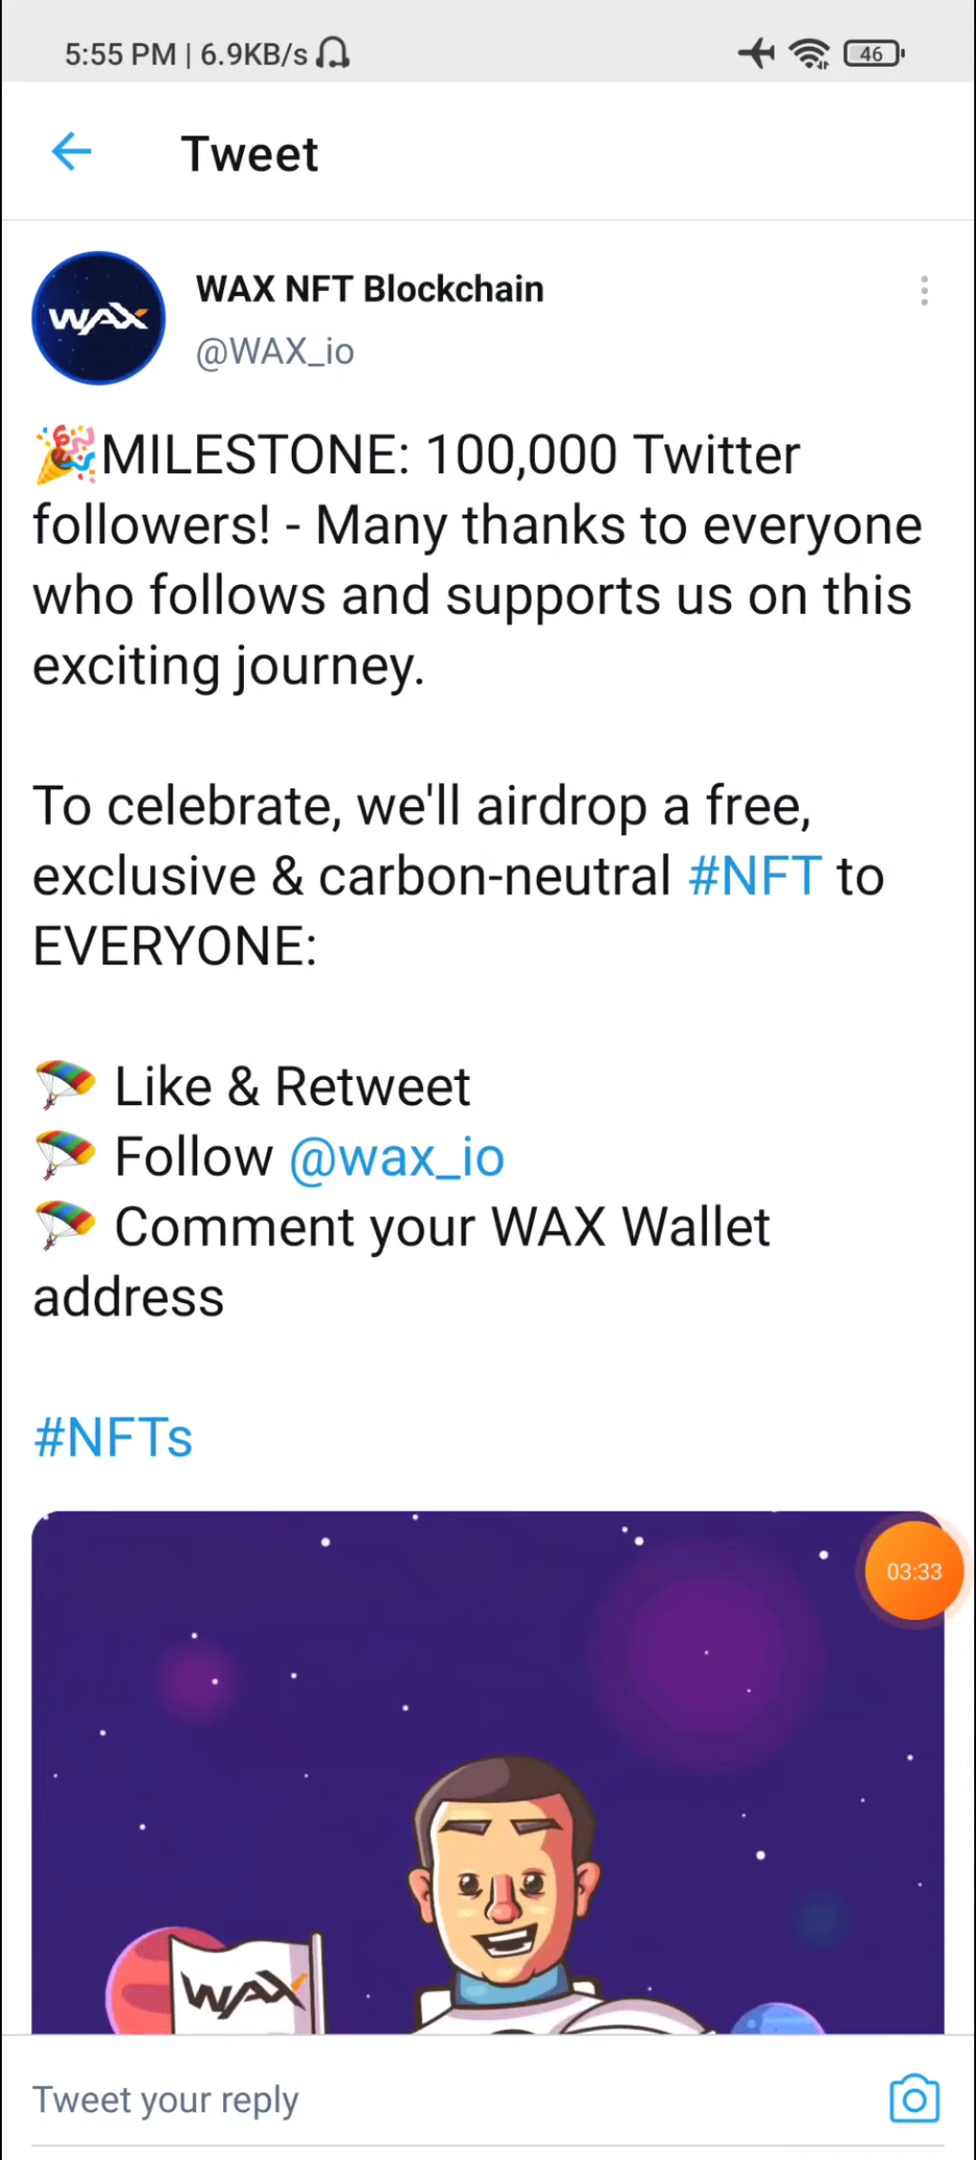 5:55 PM | 6.9KB/s
46
Tweet
WAX
WAX NFT Blockchain
@WAX_io
🎉MILESTONE: 100,000 Twitter
followers! - Many thanks to everyone
who follows and supports us on this
exciting journey.
To celebrate, we'll airdrop a free,
exclusive & carbon-neutral #NFT to
EVERYONE:
🪂 Like & Retweet
🪂 Follow @wax_io
🪂 Comment your WAX Wallet
address
#NFTs
03:33
WAX
Tweet your reply